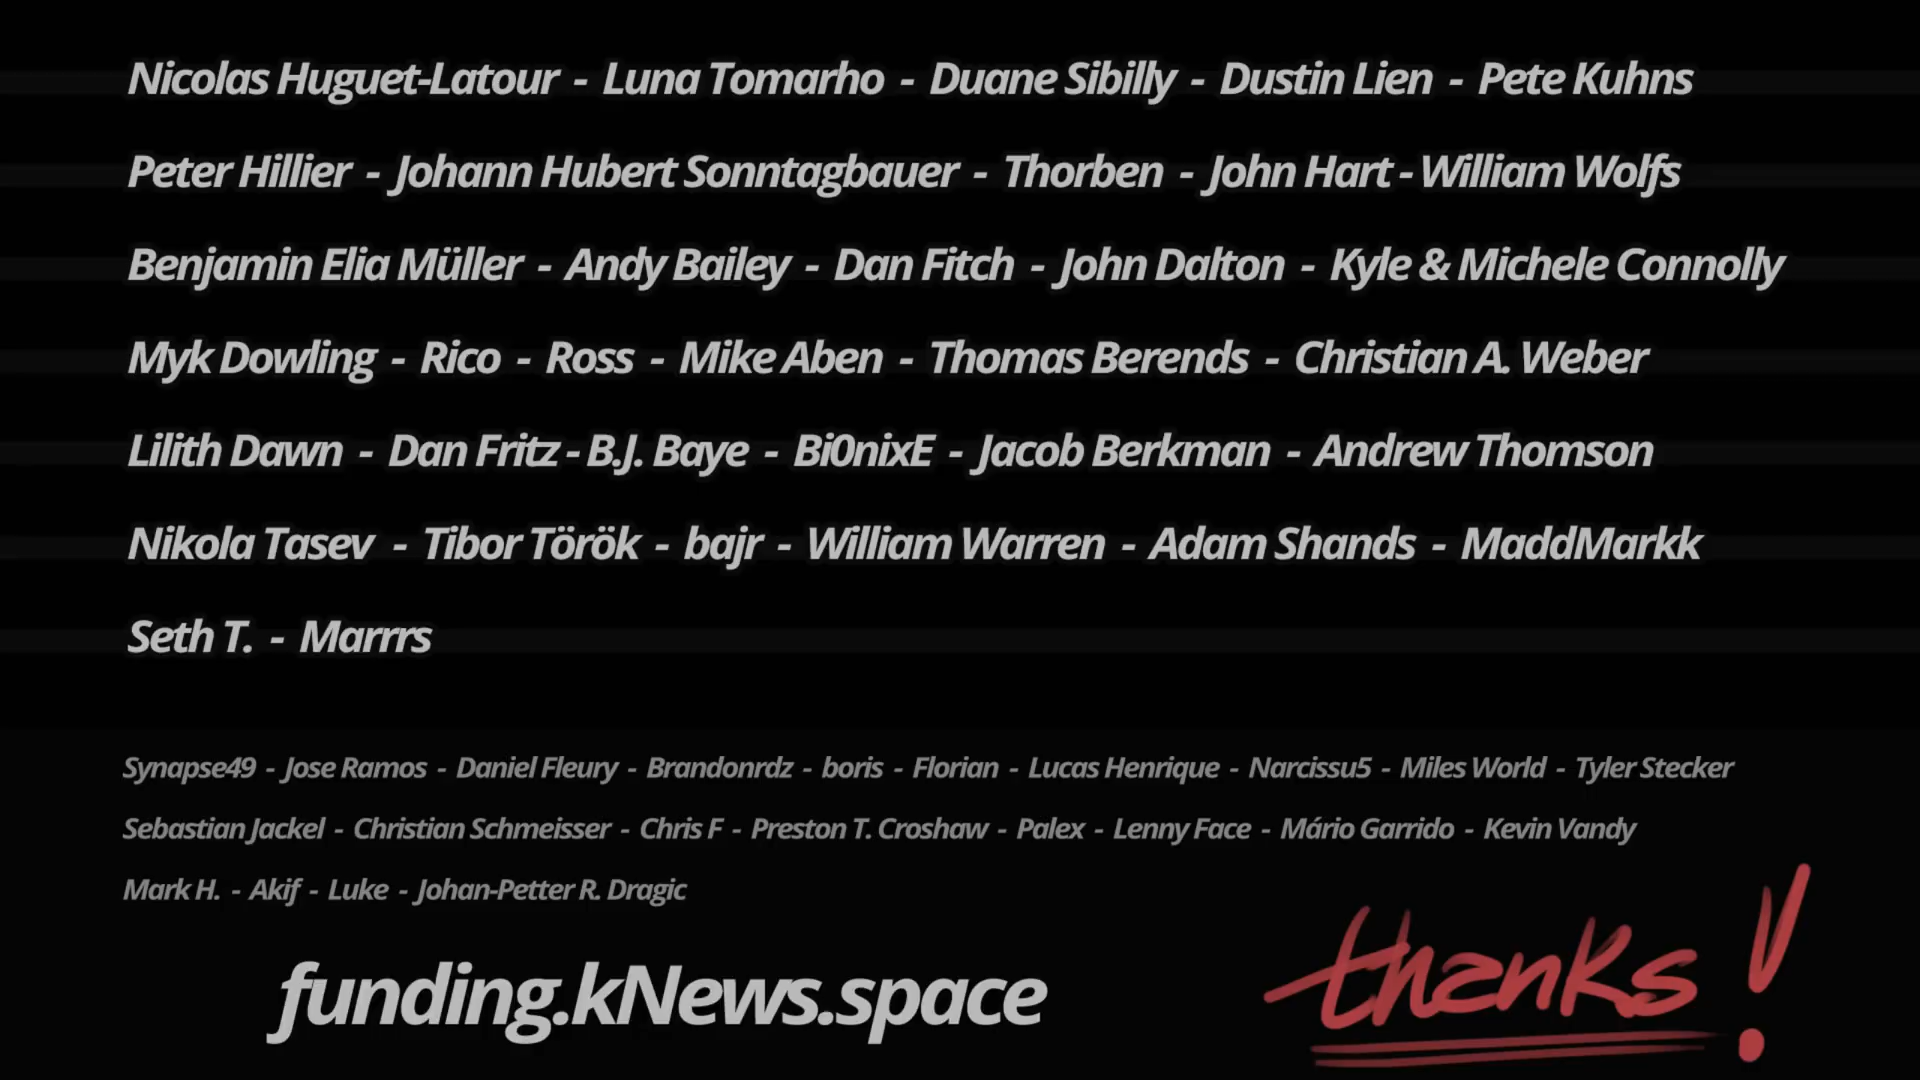 Nicolas Huguet-Latour - Luna Tomarho - Duane Sibilly - Dustin Lien - Pete Kuhns
Peter Hillier - Johann Hubert Sonntagbauer - Thorben - John Hart - William Wolfs
Benjamin Elia Müller - Andy Bailey - Dan Fitch - John Dalton - Kyle & Michele Connolly
Myk Dowling - Rico - Ross - Mike Aben - Thomas Berends - Christian A. Weber
Lilith Dawn - Dan Fritz - B.J. Baye - Bi0nixE - Jacob Berkman - Andrew Thomson
Nikola Tasev - Tibor Török - bajr - William Warren - Adam Shands - MaddMarkk
Seth T. - Marrrs
Synapse49 - Jose Ramos - Daniel Fleury - Brandonrdz - boris - Florian - Lucas Henrique - Narcissu5 - Miles World - Tyler Stecker
Sebastian Jackel - Christian Schmeisser - Chris F - Preston T. Croshaw - Palex - Lenny Face - Mário Garrido - Kevin Vandy
Mark H. - Akif - Luke - Johan-Petter R. Dragic
funding.kNews.space
thanks!